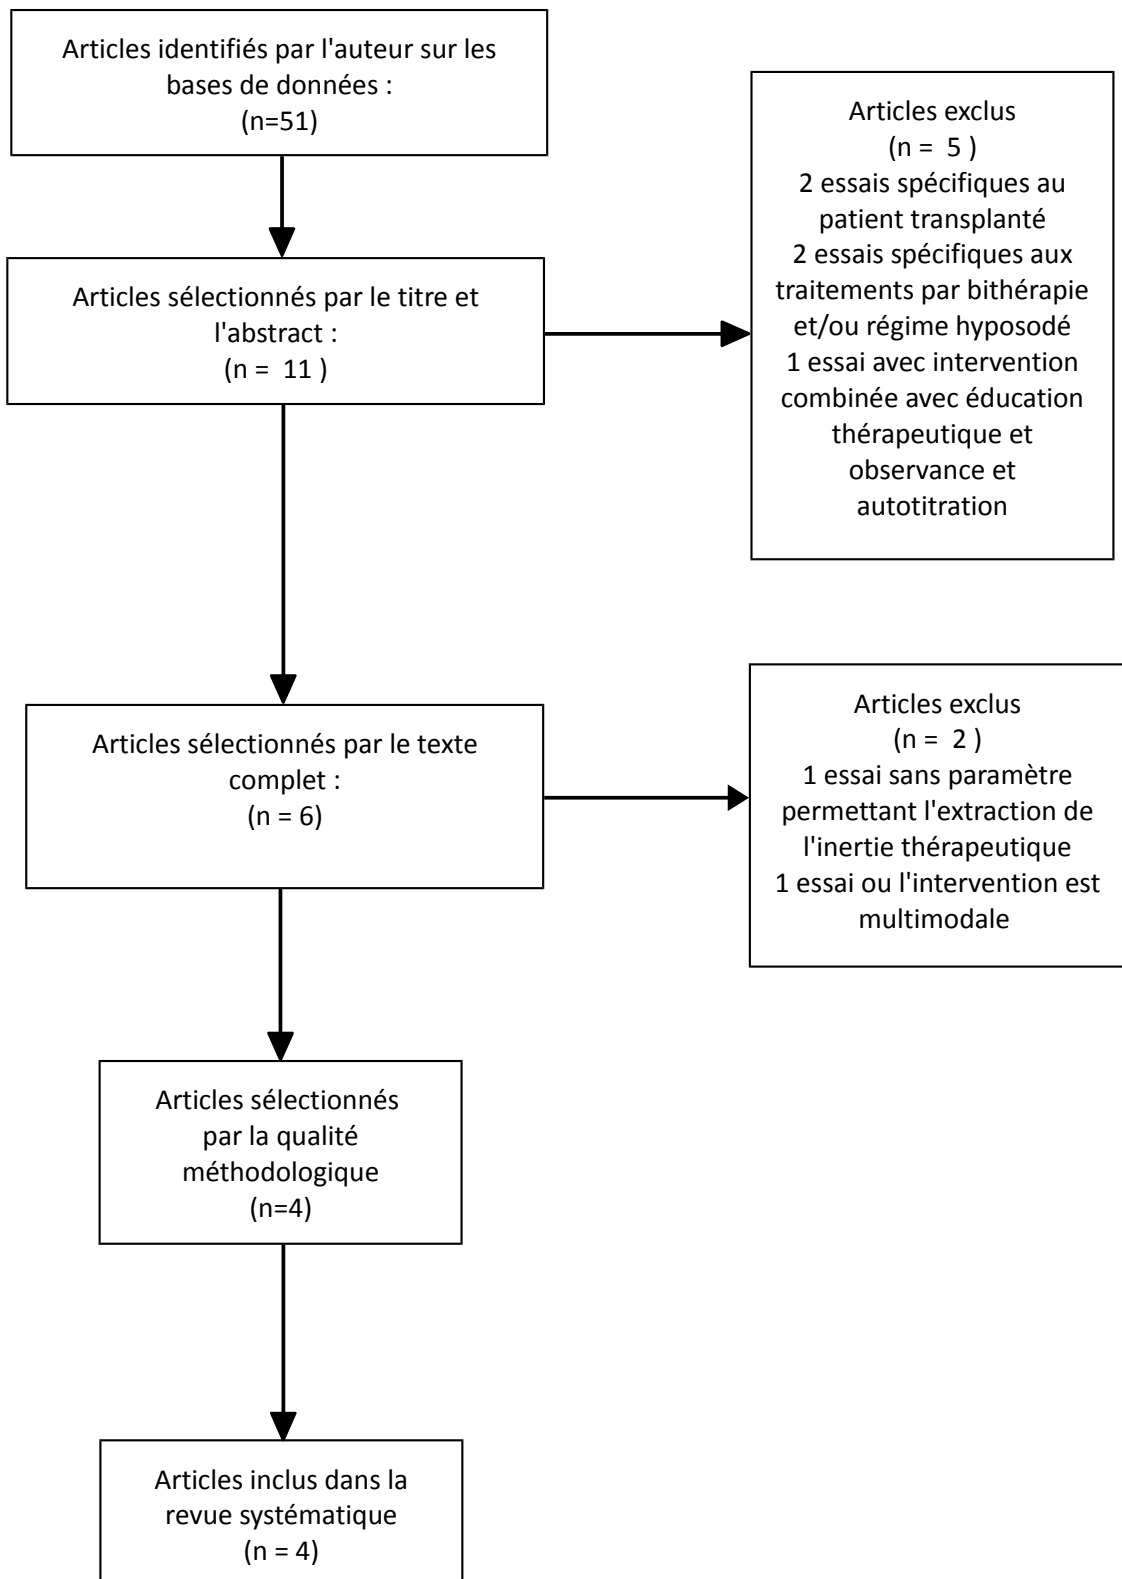 Articles identifiés par l'auteur sur les
bases de données :
(n=51)
Articles exclus
(n =  5 )
2 essais spécifiques au
patient transplanté
2 essais spécifiques aux
traitements par bithérapie
et/ou régime hyposodé
1 essai avec intervention
combinée avec éducation
thérapeutique et
observance et
autotitration
Articles sélectionnés par le titre et
l'abstract :
(n =  11 )
Articles sélectionnés par le texte
complet :
(n = 6)
Articles exclus
(n =  2 )
1 essai sans paramètre
permettant l'extraction de
l'inertie thérapeutique
1 essai ou l'intervention est
multimodale
Articles sélectionnés
par la qualité
méthodologique
(n=4)
Articles inclus dans la
revue systématique
(n = 4)